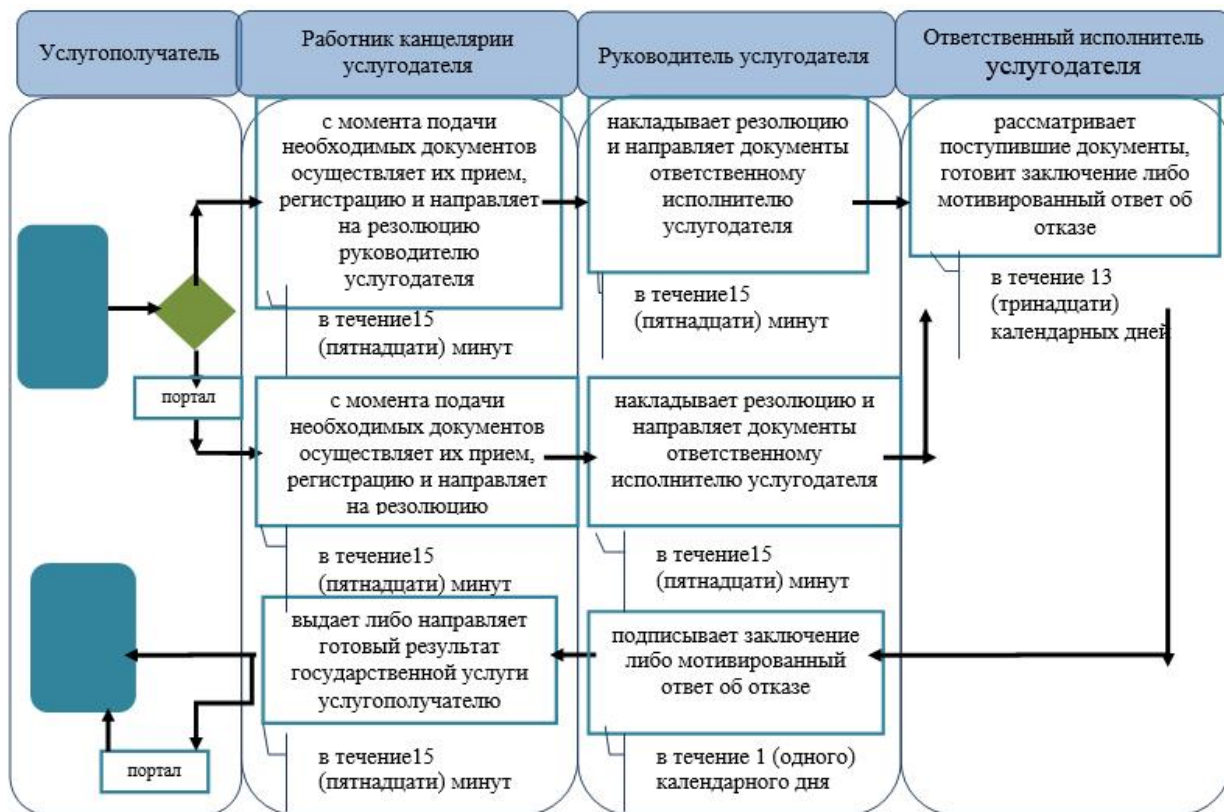 Услугополучатель
Работник канцелярии
услугодателя
Руководитель услугодателя
Ответственный исполнитель
услугодателя
с момента подачи
необходимых документов
осуществляет их прием,
регистрацию и направляет
на резолюцию
руководителю
услугодателя
в течение15
(пятнадцати) минут
накладывает резолюцию
и направляет документы
ответственному
исполнителю
услугодателя
в течение15
(пятнадцати) минут
рассматривает
поступившие документы,
готовит заключение либо
мотивированный ответ об
отказе
в течение 13
(тринадцати)
календарных дней
портал
с момента подачи
необходимых документов
осуществляет их прием,
регистрацию и направляет
на резолюцию
в течение15
(пятнадцати) минут
накладывает резолюцию и
направляет документы
ответственному
исполнителю услугодателя
в течение15
(пятнадцати) минут
выдает либо направляет
готовый результат
государственной услуги
услугополучателю
в течение15
(пятнадцати) минут
подписывает заключение
либо мотивированный
ответ об отказе
в течение 1 (одного)
календарного дня
портал